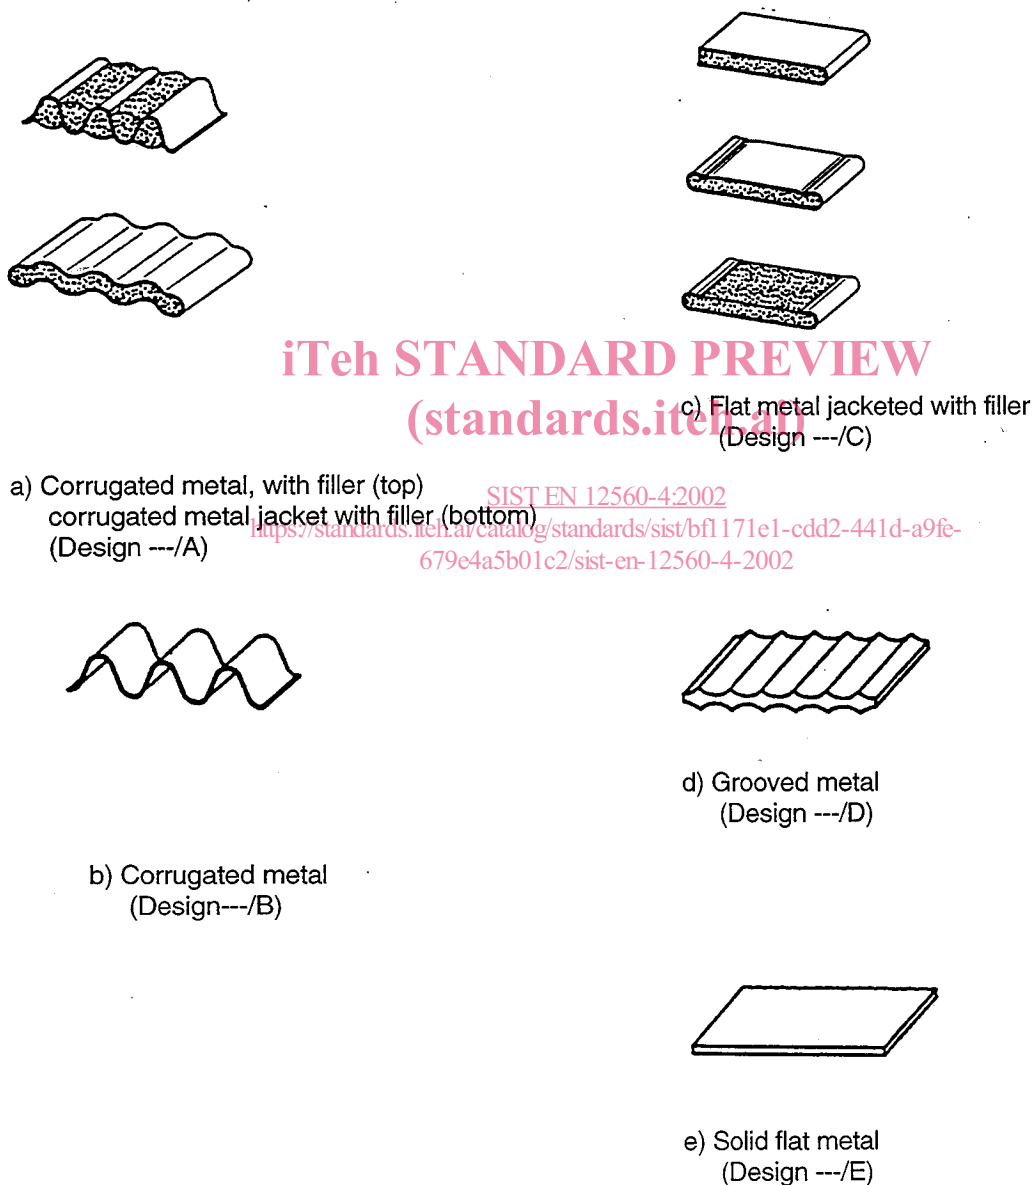 iTeh STANDARD PREVIEW
(standards.iteh.ai)
c) Flat metal jacketed with filler
(Design ---/C)
a) Corrugated metal, with filler (top)
corrugated metal jacket with filler (bottom)
(Design ---/A)
SIST EN 12560-4:2002
https://standards.iteh.ai/catalog/standards/sist/bf1171e1-cdd2-441d-a9fe-
679e4a5b01c2/sist-en-12560-4-2002
b) Corrugated metal
(Design---/B)
d) Grooved metal
(Design ---/D)
e) Solid flat metal
(Design ---/E)